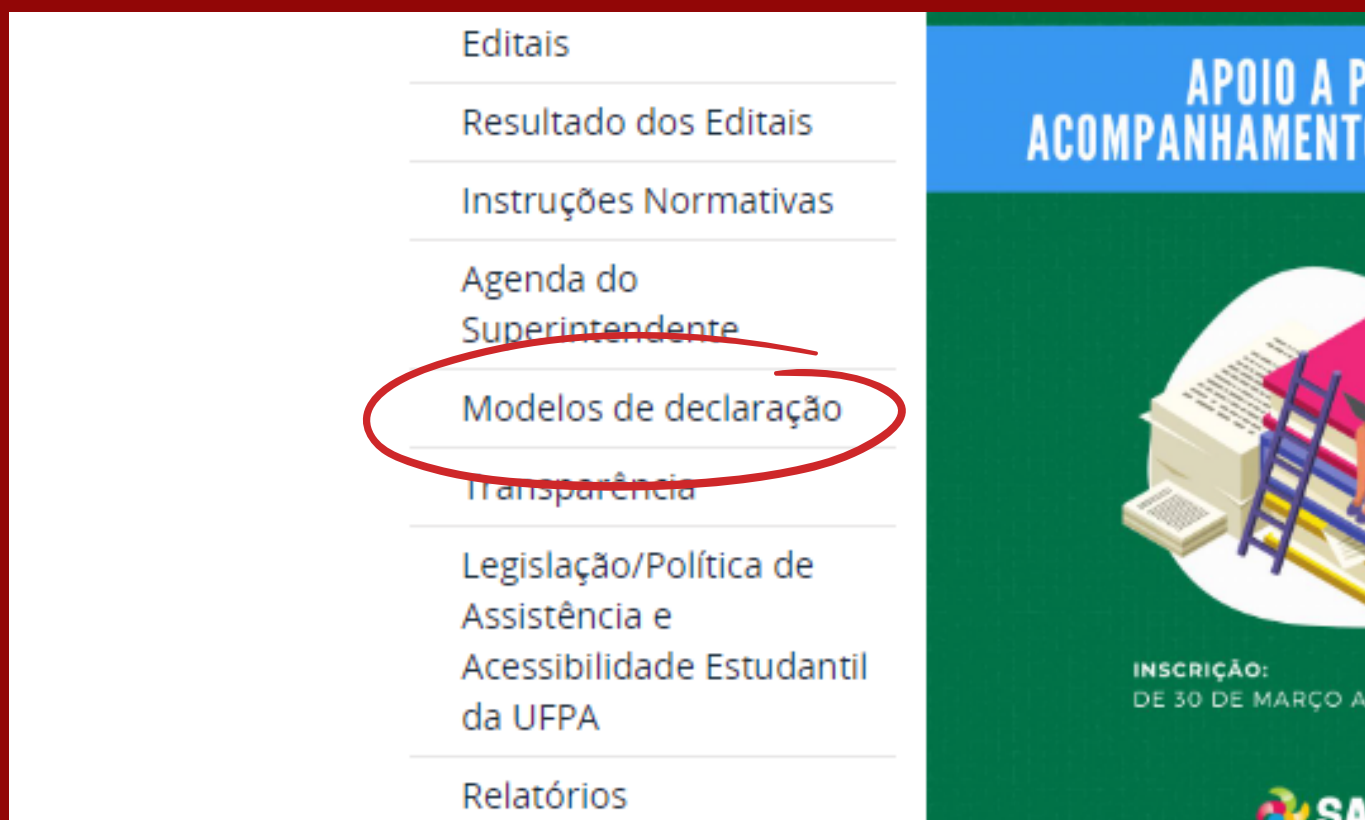 Editais
Resultado dos Editais
Instruções Normativas
Agenda do
Superintendente
Modelos de declaração
Transparência
Legislação/Política de
Assistência e
Acessibilidade Estudantil
da UFPA
Relatórios
APOIO A P
ACOMPANHAMENT
INSCRIÇÃO:
DE 30 DE MARÇO A
SA